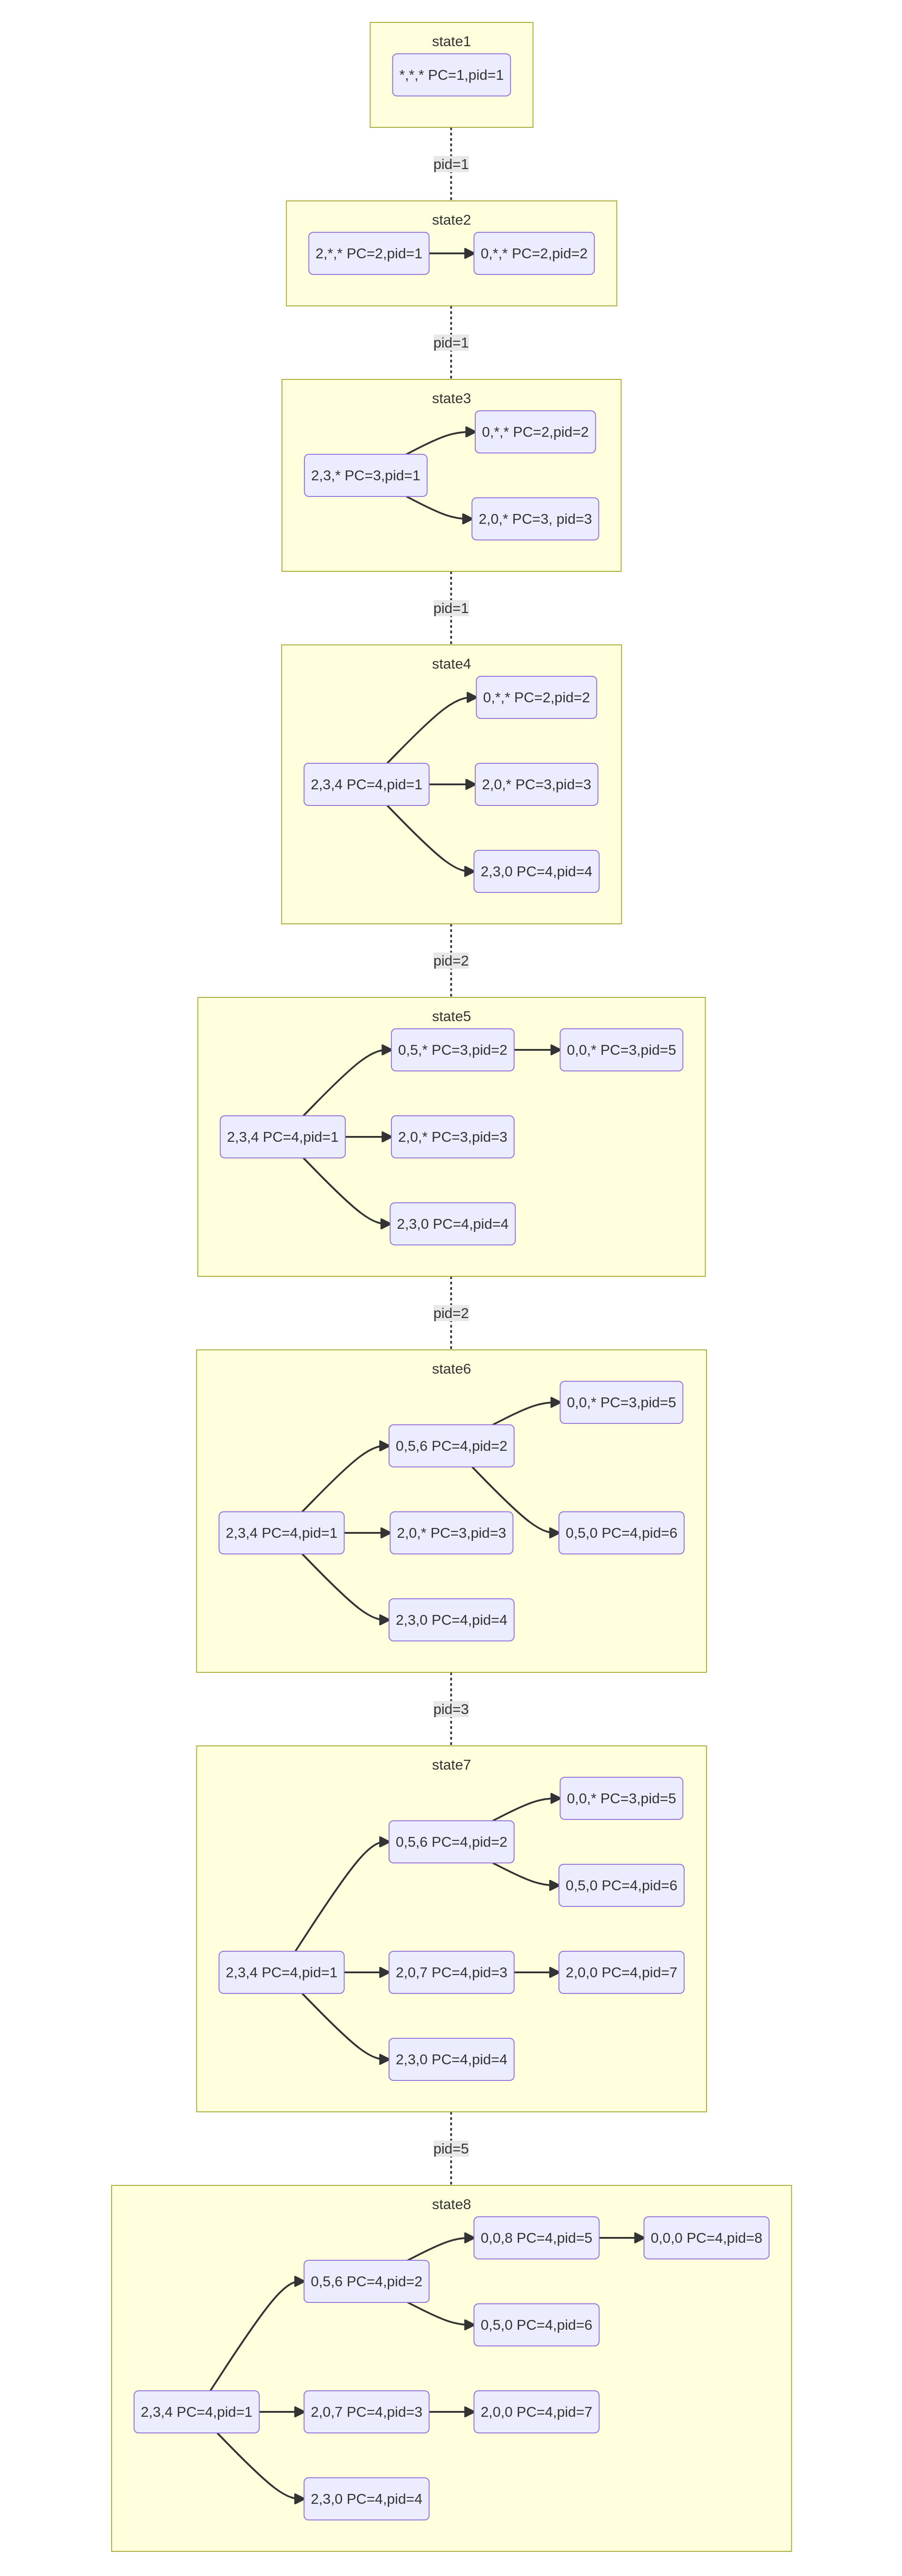 state1
*,*,* PC=1,pid=1
pid=1
state2
2,*,* PC=2,pid=1
0,*,* PC=2,pid=2
pid=1
state3
0,*,* PC=2,pid=2
2,3,* PC=3,pid=1
2,0,* PC=3, pid=3
pid=1
state4
0,*,* PC=2,pid=2
2,3,4 PC=4,pid=1
2,0,* PC=3,pid=3
2,3,0 PC=4,pid=4
pid=2
state5
0,5,* PC=3,pid=2
0,0,* PC=3,pid=5
2,3,4 PC=4,pid=1
2,0,* PC=3,pid=3
2,3,0 PC=4,pid=4
pid=2
state6
0,0,* PC=3,pid=5
0,5,6 PC=4,pid=2
2,3,4 PC=4,pid=1
2,0,* PC=3,pid=3
0,5,0 PC=4,pid=6
2,3,0 PC=4,pid=4
pid=3
state7
0,0,* PC=3,pid=5
0,5,6 PC=4,pid=2
0,5,0 PC=4,pid=6
2,3,4 PC=4,pid=1
2,0,7 PC=4,pid=3
2,0,0 PC=4,pid=7
2,3,0 PC=4,pid=4
pid=5
state8
0,0,8 PC=4,pid=5
0,0,0 PC=4,pid=8
0,5,6 PC=4,pid=2
0,5,0 PC=4,pid=6
2,3,4 PC=4,pid=1
2,0,7 PC=4,pid=3
2,0,0 PC=4,pid=7
2,3,0 PC=4,pid=4